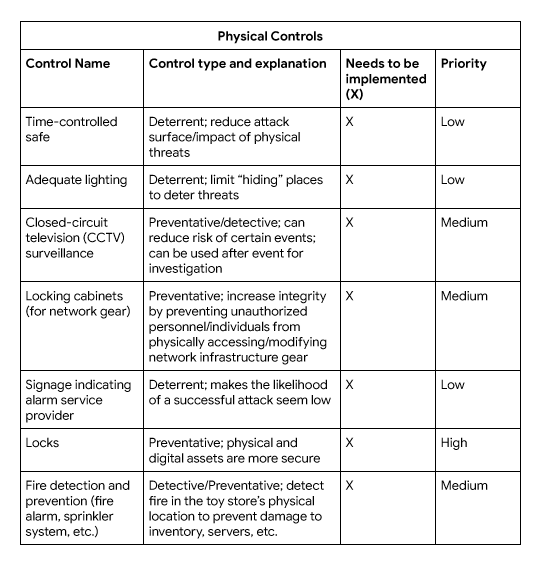 Physical Controls
Control Name
Control type and explanation
Needs to be
implemented
(X)
Priority
Time-controlled
safe
Deterrent; reduce attack
surface/impact of physical
threats
X
Low
Adequate lighting
Deterrent; limit “hiding” places
to deter threats
X
Low
Closed-circuit
television (CCTV)
surveillance
Preventative/detective; can
reduce risk of certain events;
can be used after event for
investigation
X
Medium
Locking cabinets
(for network gear)
Preventative; increase integrity
by preventing unauthorized
personnel/individuals from
physically accessing/modifying
network infrastructure gear
X
Medium
Signage indicating
alarm service
provider
Deterrent; makes the likelihood
of a successful attack seem low
X
Low
Locks
Preventative; physical and
digital assets are more secure
X
High
Fire detection and
prevention (fire
alarm, sprinkler
system, etc.)
Detective/Preventative; detect
fire in the toy store’s physical
location to prevent damage to
inventory, servers, etc.
X
Medium